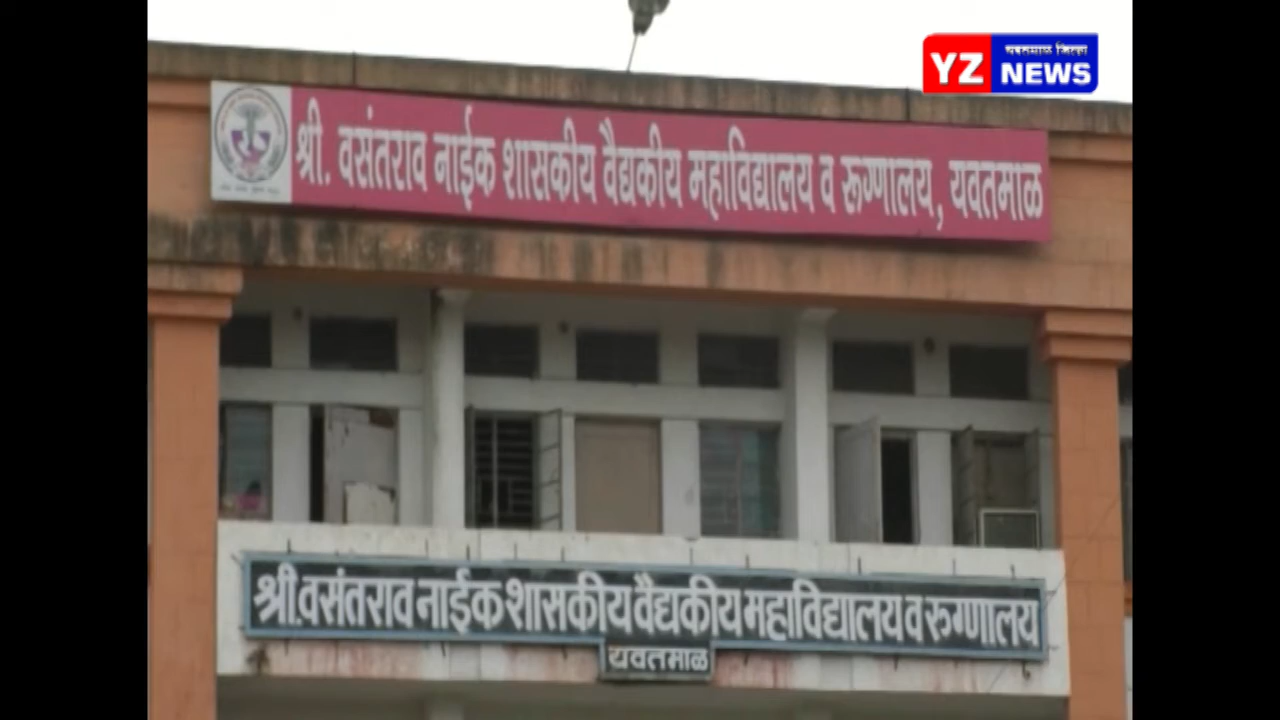 YZ यवतमाळ जिल्हा
NEWS
श्री. वसंतराव नाईक शासकीय वैद्यकीय महाविद्यालय व रूग्णालय, यवतमाळ
श्री.वसंतराव नाईक शासकीय वैद्यकीय महाविद्यालय व रुग्णालय
यवतमाळ